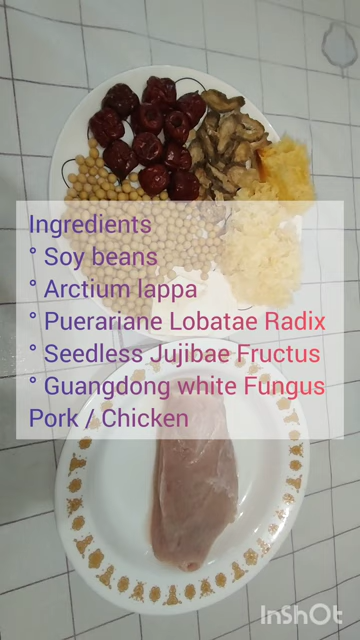 Ingredients
° Soy beans
° Arctium lappa
° Puerariane Lobatae Radix
° Seedless Jujibae Fructus
° Guangdong white Fungus
Pork / Chicken
InShOt